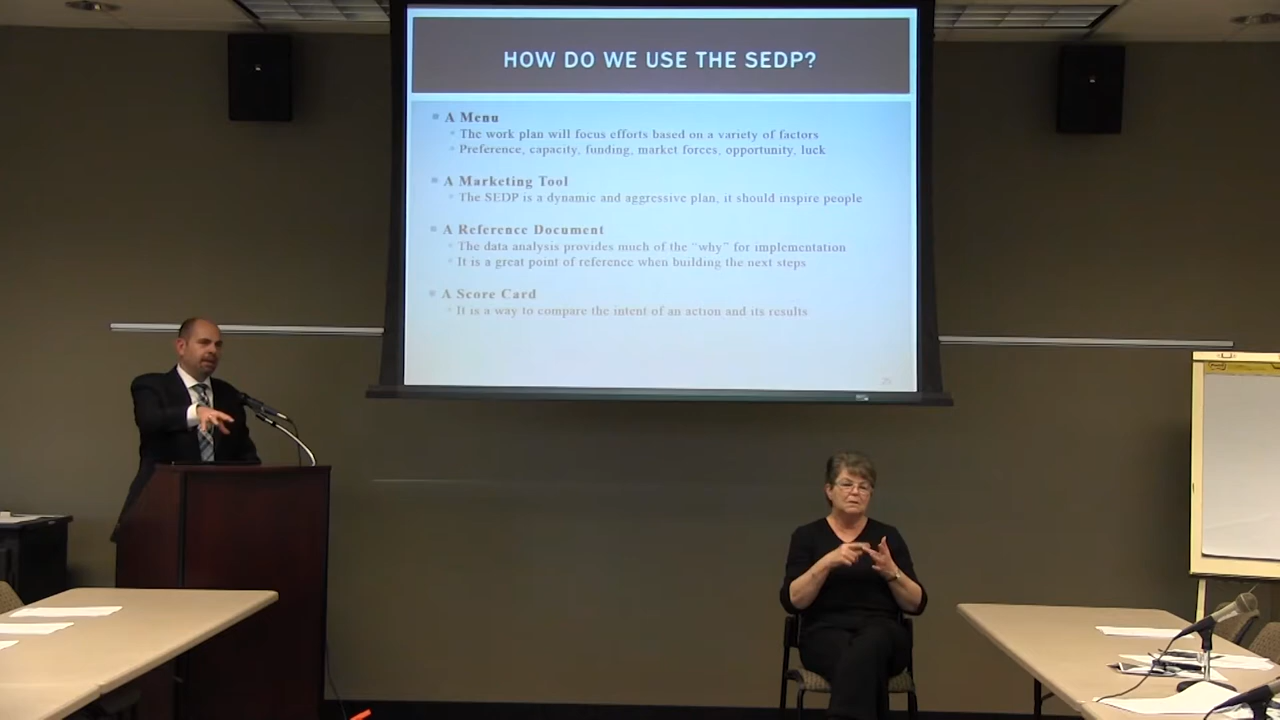 HOW DO WE USE THE SEDP?
A Menu
The work plan will focus efforts based on a variety of factors
Preference, capacity, funding, market forces, opportunity, luck
A Marketing Tool
The SEDP is a dynamic and aggressive plan, it should inspire people
A Reference Document
The data analysis provides much of the "why" for implementation
It is a great point of reference when building the next steps
A Score Card
It is a way to compare the intent of an action and its results